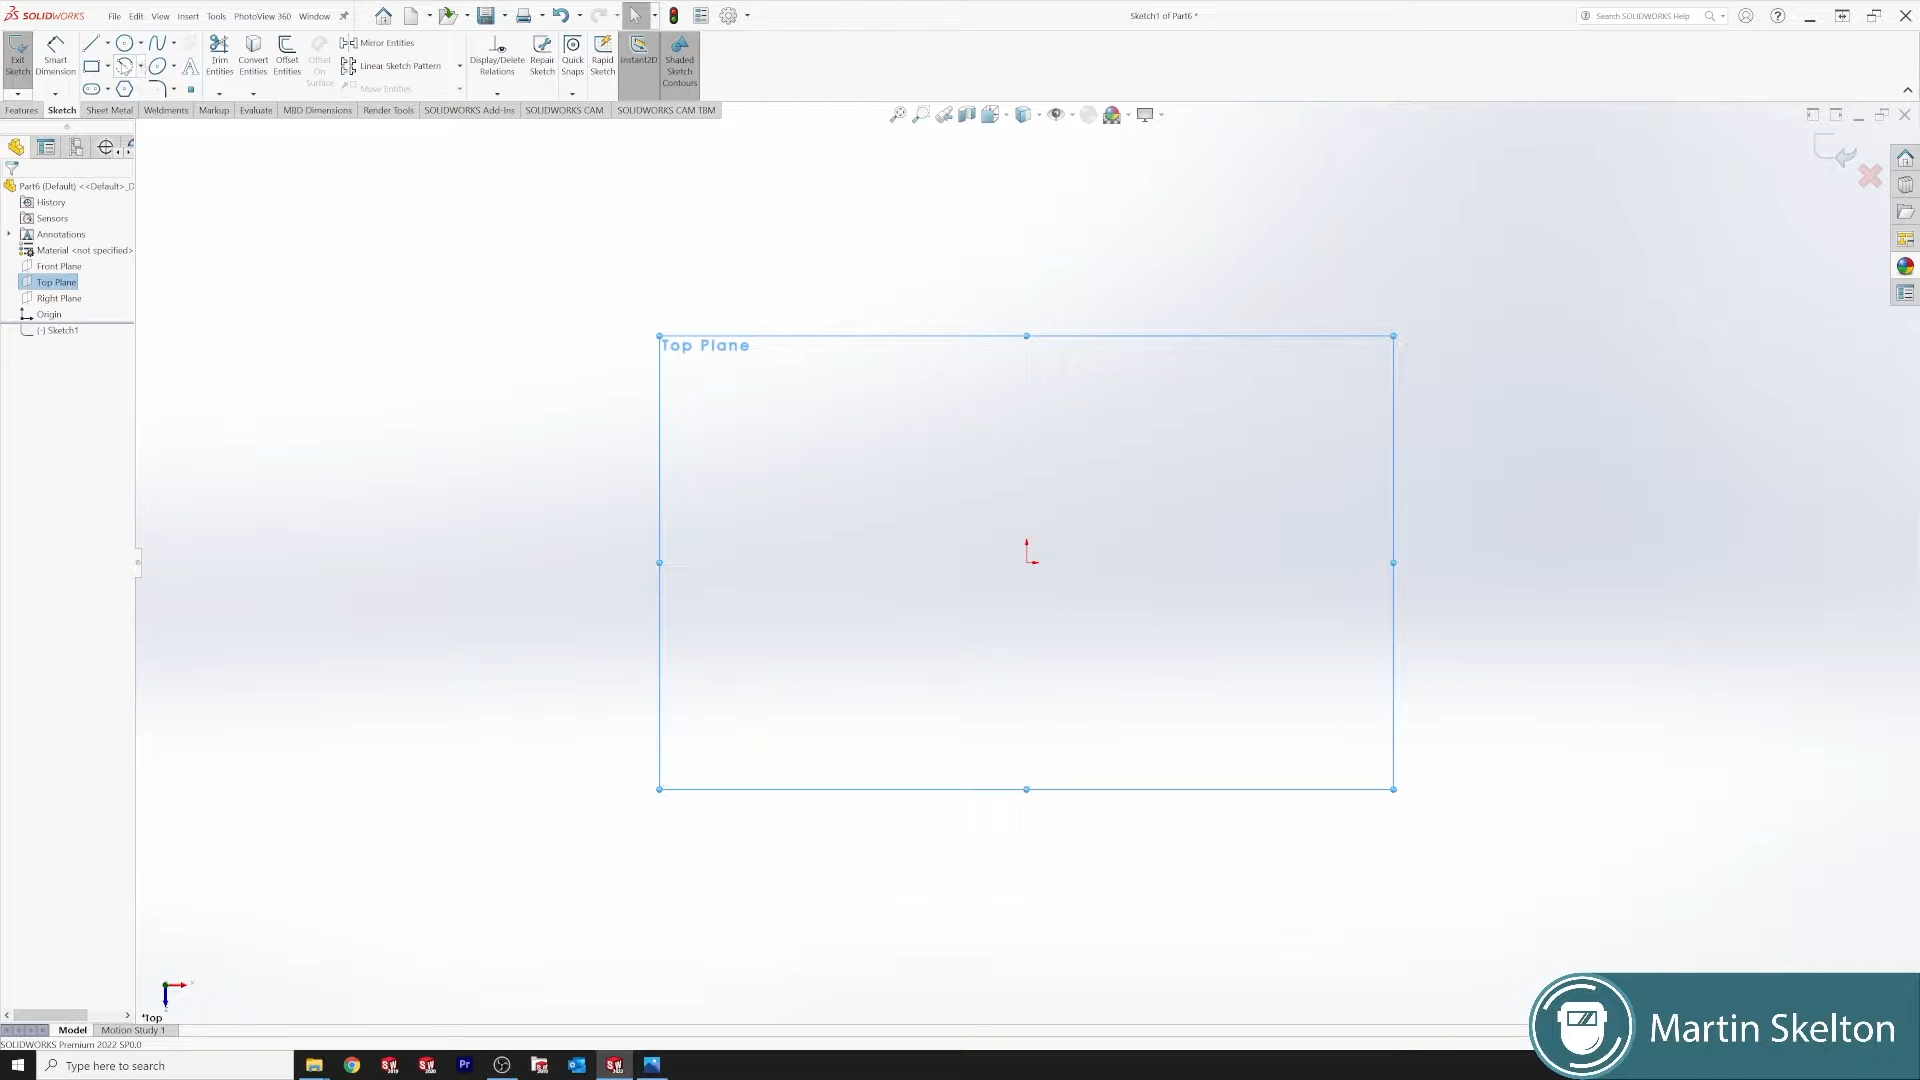 SOLIDWORKS File Edit View Insert Tools PhotoView 360 Window Sketch1 of Part6 * Search SOLIDWORKS Help
Exit Sketch
Smart Dimension
Trim Entities
Convert Entities
Offset Entities
Offset On Surface
Mirror Entities
Linear Sketch Pattern
Move Entities
Display/Delete Relations
Repair Sketch
Quick Snaps
Rapid Sketch
Instant2D
Shaded Sketch Contours
Features Sketch Sheet Metal Weldments Markup Evaluate MBD Dimensions Render Tools SOLIDWORKS Add-Ins SOLIDWORKS CAM SOLIDWORKS CAM TBM
Part6 (Default) <<Default>_D
History
Sensors
Annotations
Material <not specified>
Front Plane
Top Plane
Right Plane
Origin
(-) Sketch1
Top Plane
*Top
Model Motion Study 1
SOLIDWORKS Premium 2022 SP0.0
Type here to search
Martin Skelton